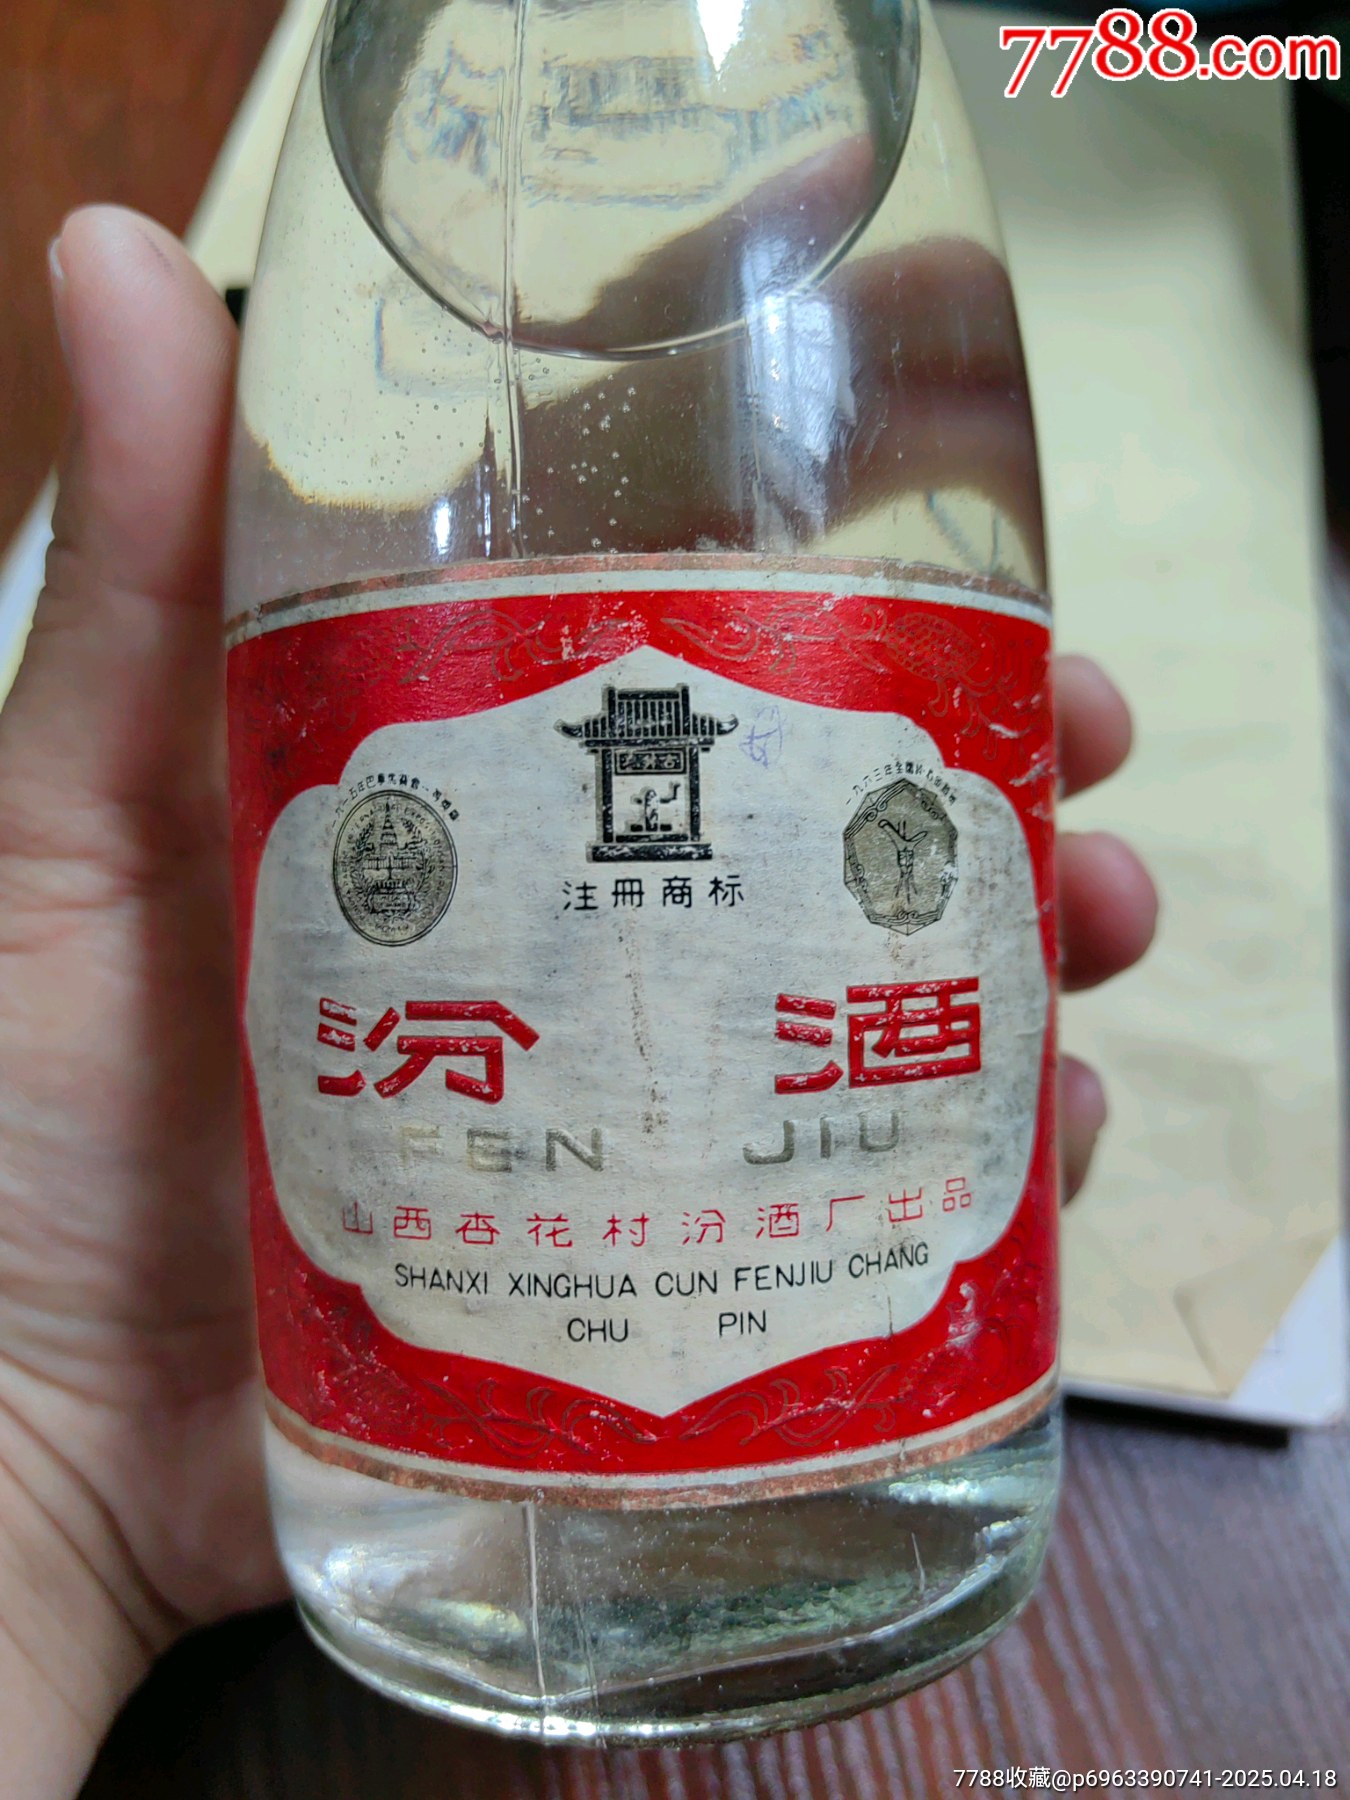 7788.com
注册商标
汾酒
FEN JIU
山西杏花村汾酒厂出品
SHANXI XINGHUA CUN FENJIU CHANG
CHU PIN
7788收藏@p6963390741-2025.04.18